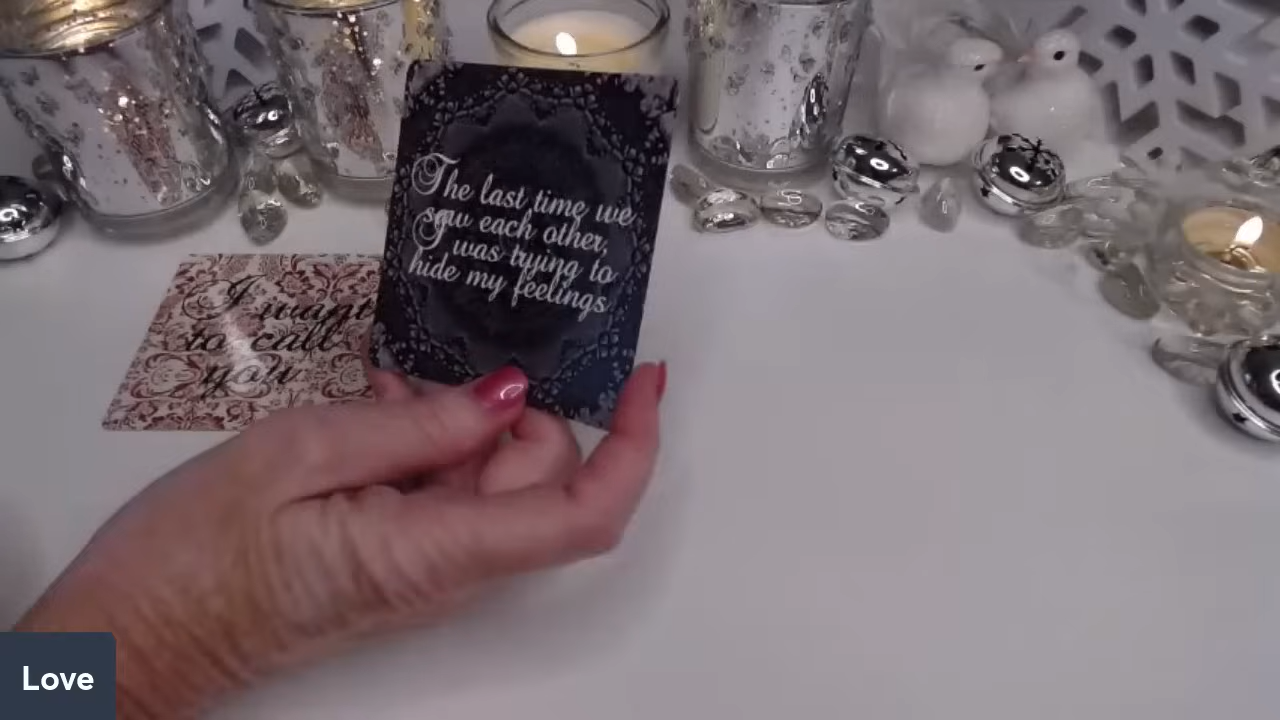 The last time we
saw each other,
I was trying to
hide my feelings
I want
to call
you
Love